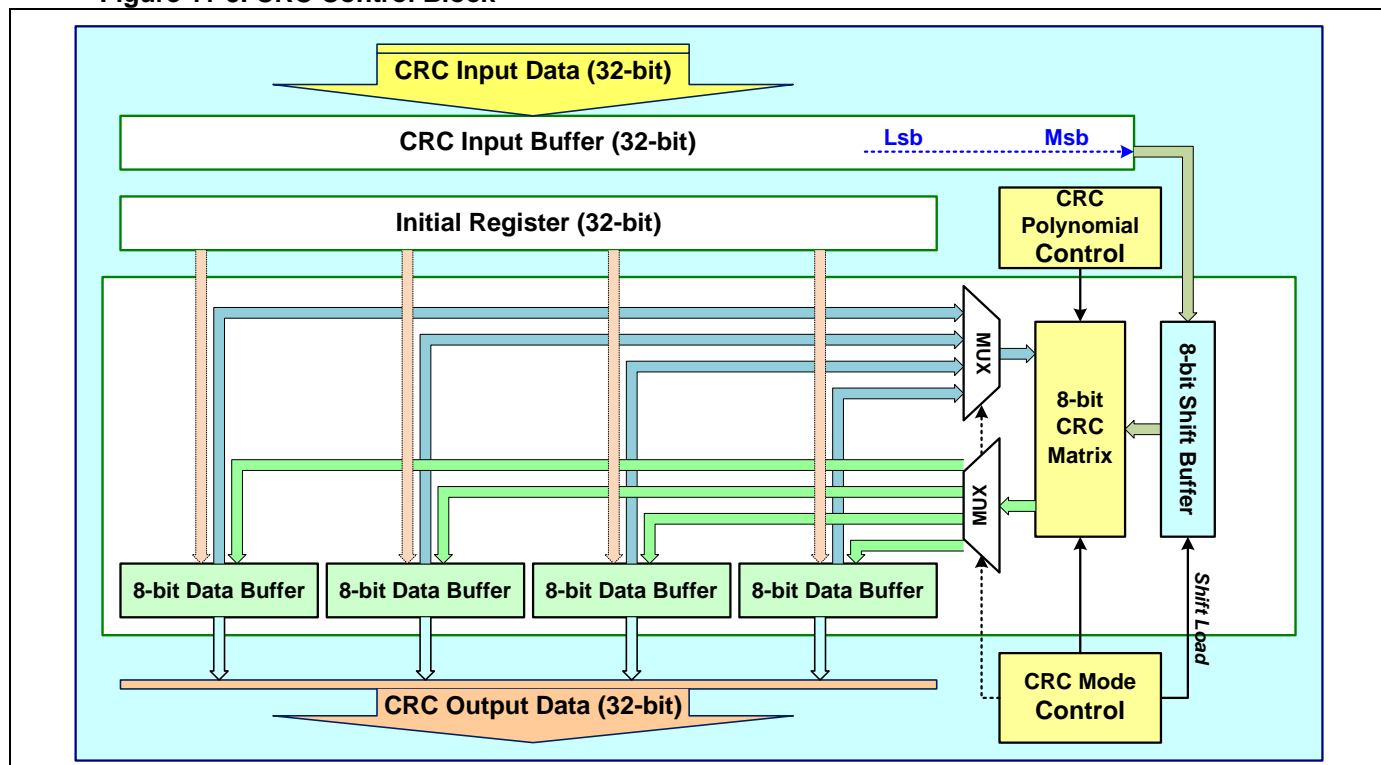 CRC Input Data (32-bit)
CRC Input Buffer (32-bit)
Lsb
Msb
Initial Register (32-bit)
CRC
Polynomial
Control
MUX
8-bit
CRC
Matrix
8-bit Shift Buffer
MUX
8-bit Data Buffer
8-bit Data Buffer
8-bit Data Buffer
8-bit Data Buffer
Shift Load
CRC Mode
Control
CRC Output Data (32-bit)